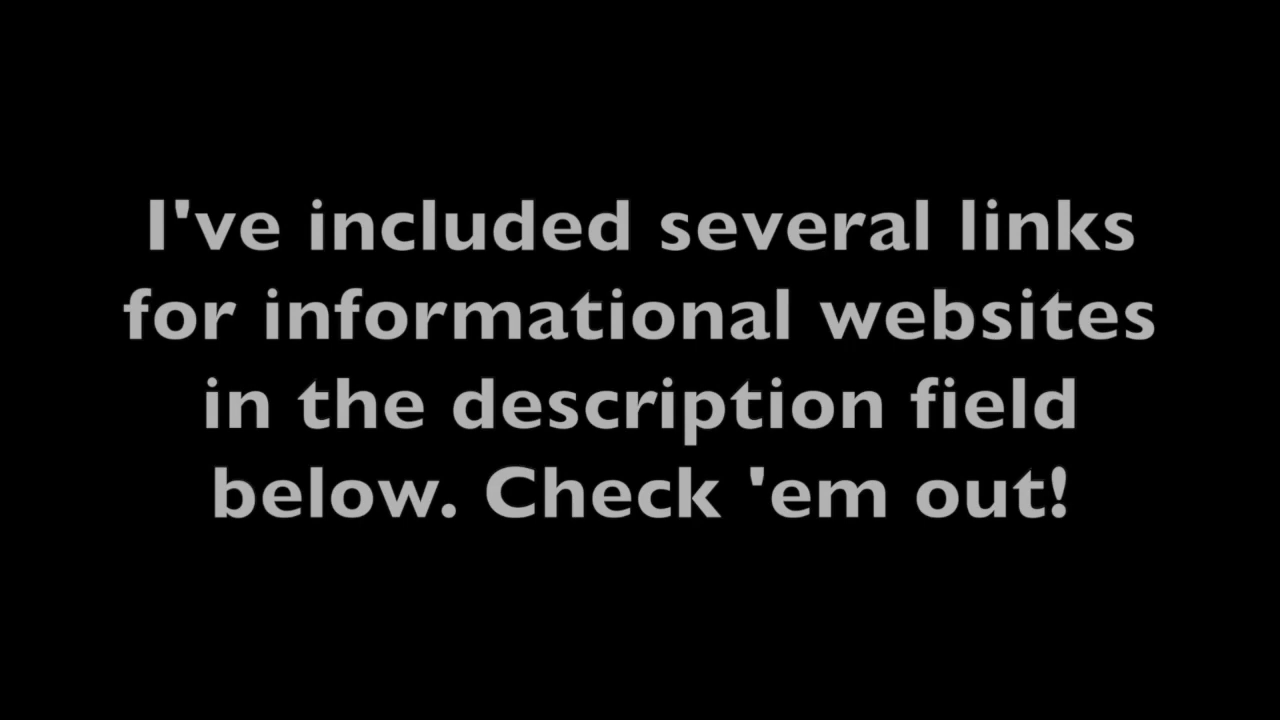 I've included several links
for informational websites
in the description field
below. Check 'em out!